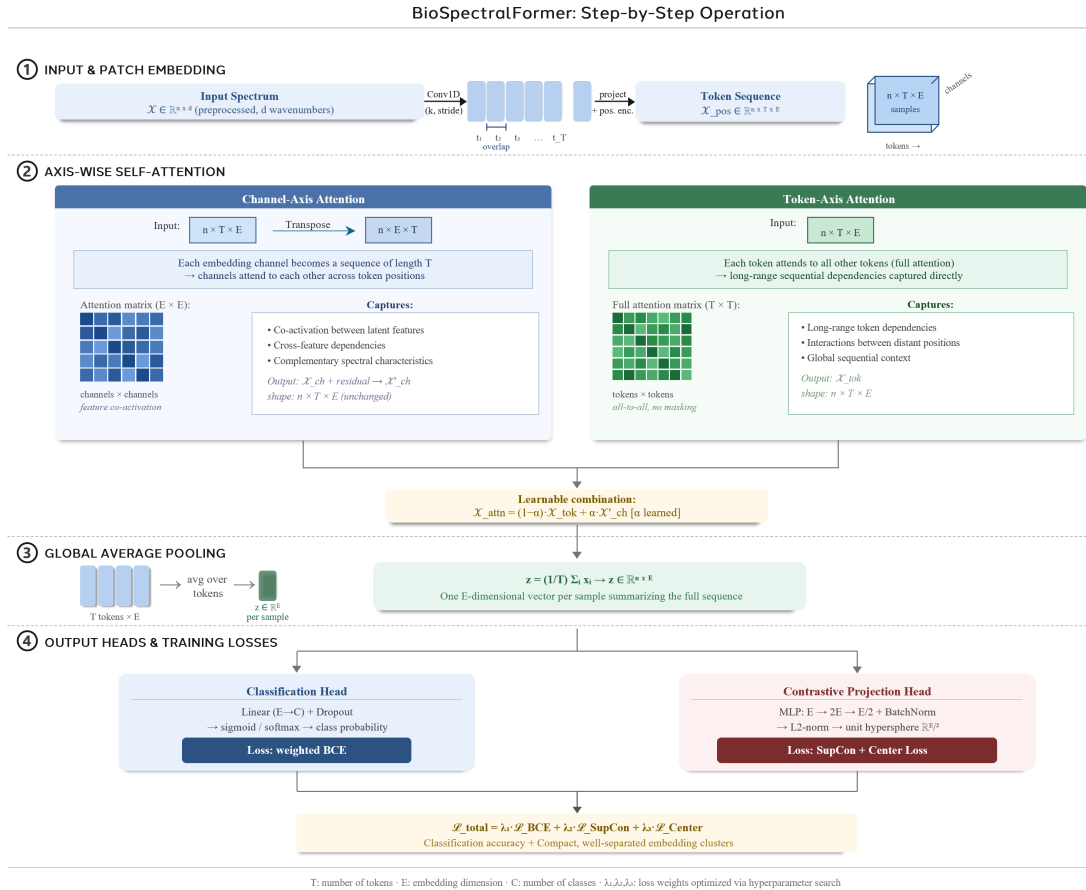 BioSpectralFormer: Step-by-Step Operation
1 INPUT & PATCH EMBEDDING
Input Spectrum
𝒳 ∈ ℝⁿ ˣ ᵈ (preprocessed, d wavenumbers)
Conv1D
(k, stride)
t₁ t₂ t₃ … t_T
overlap
project
+ pos. enc.
Token Sequence
𝒳_pos ∈ ℝⁿ ˣ ᵀ ˣ ᴱ
n × T × E
samples
channels
tokens →
2 AXIS-WISE SELF-ATTENTION
Channel-Axis Attention
Input:
n × T × E
Transpose
n × E × T
Each embedding channel becomes a sequence of length T
→ channels attend to each other across token positions
Attention matrix (E × E):
channels × channels
feature co-activation
Captures:
• Co-activation between latent features
• Cross-feature dependencies
• Complementary spectral characteristics
Output: 𝒳_ch + residual → 𝒳′_ch
shape: n × T × E (unchanged)
Token-Axis Attention
Input:
n × T × E
Each token attends to all other tokens (full attention)
→ long-range sequential dependencies captured directly
Full attention matrix (T × T):
tokens × tokens
all-to-all, no masking
Captures:
• Long-range token dependencies
• Interactions between distant positions
• Global sequential context
Output: 𝒳_tok
shape: n × T × E
Learnable combination:
𝒳_attn = (1−α)·𝒳_tok + α·𝒳′_ch [α learned]
3 GLOBAL AVERAGE POOLING
T tokens × E
avg over
tokens
z ∈ ℝᴱ
per sample
z = (1/T) Σᵢ xᵢ → z ∈ ℝⁿ ˣ ᴱ
One E-dimensional vector per sample summarizing the full sequence
4 OUTPUT HEADS & TRAINING LOSSES
Classification Head
Linear (E→C) + Dropout
→ sigmoid / softmax → class probability
Loss: weighted BCE
Contrastive Projection Head
MLP: E → 2E → E/2 + BatchNorm
→ L2-norm → unit hypersphere ℝᴱ/²
Loss: SupCon + Center Loss
ℒ_total = λ₁·ℒ_BCE + λ₂·ℒ_SupCon + λ₃·ℒ_Center
Classification accuracy + Compact, well-separated embedding clusters
T: number of tokens · E: embedding dimension · C: number of classes · λ₁,λ₂,λ₃: loss weights optimized via hyperparameter search